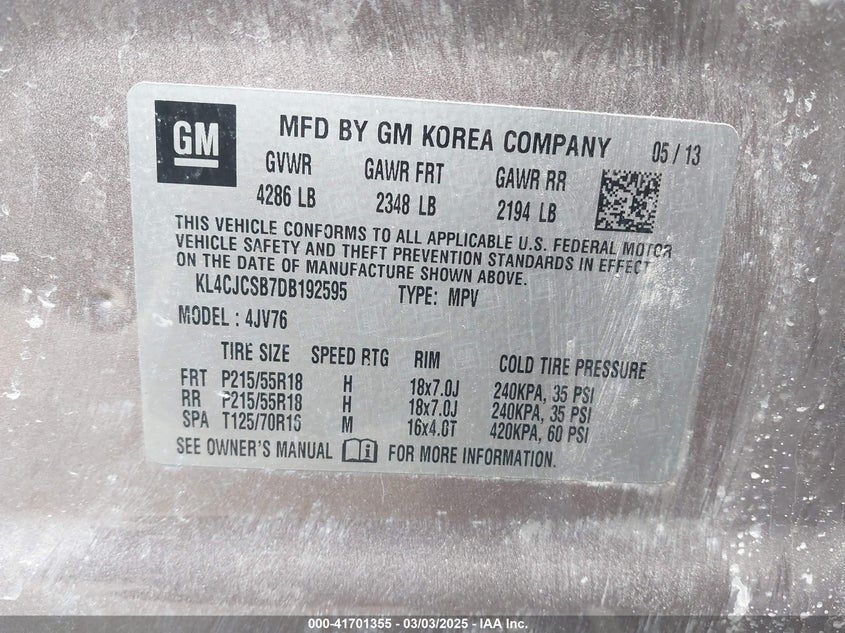 GM
MFD BY GM KOREA COMPANY 05 / 13
GVWR GAWR FRT GAWR RR
4286 LB 2348 LB 2194 LB
THIS VEHICLE CONFORMS TO ALL APPLICABLE U.S. FEDERAL MOTOR
VEHICLE SAFETY AND THEFT PREVENTION STANDARDS IN EFFECT
ON THE DATE OF MANUFACTURE SHOWN ABOVE.
KL4CJCSB7DB192595 TYPE: MPV
MODEL : 4JV76
TIRE SIZE SPEED RTG RIM COLD TIRE PRESSURE
FRT P215/55R18 H 18x7.0J 240KPA, 35 PSI
RR P215/55R18 H 18x7.0J 240KPA, 35 PSI
SPA T125/70R16 M 16x4.0T 420KPA, 60 PSI
SEE OWNER'S MANUAL i FOR MORE INFORMATION.
000-41701355 - 03/03/2025 - IAA Inc.